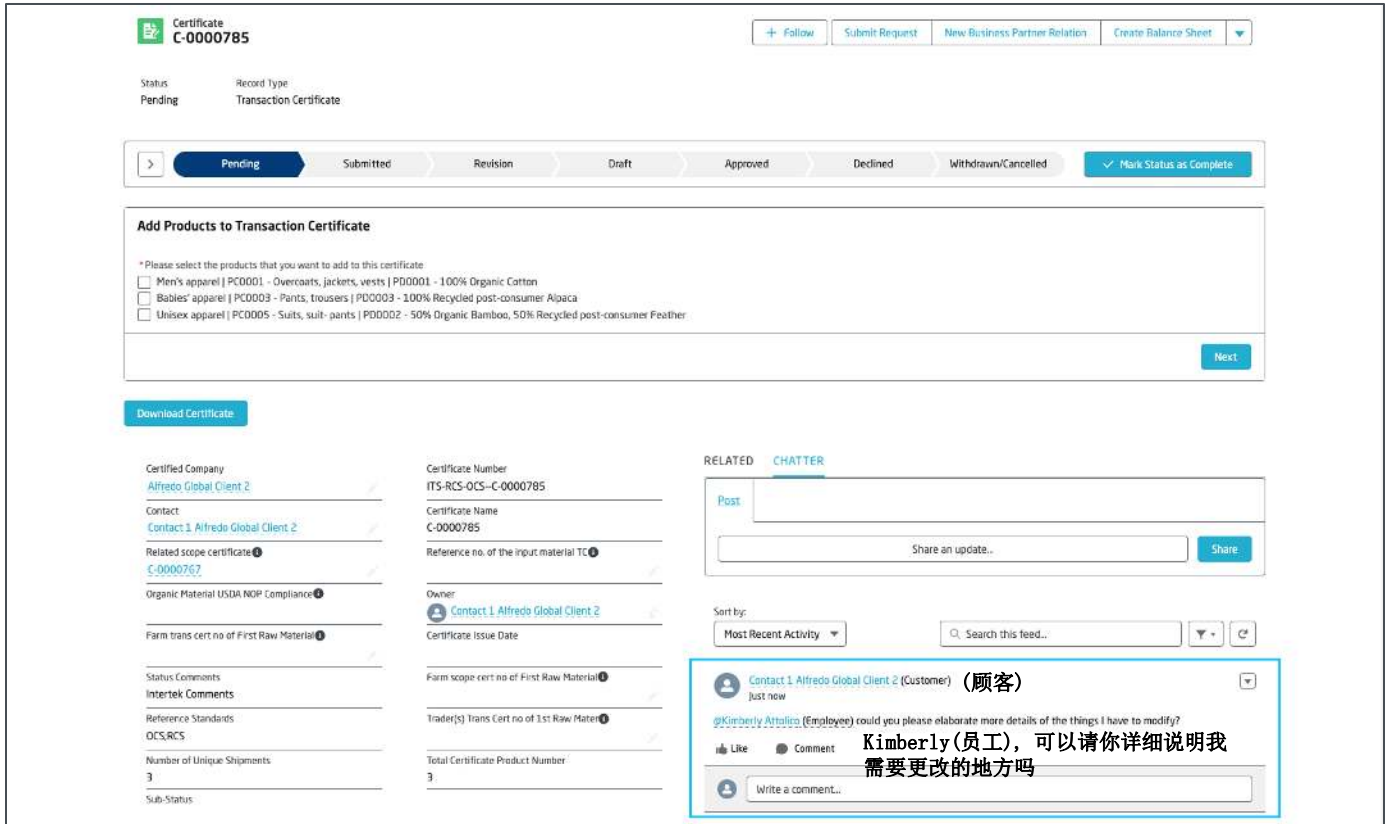 Certificate
C-0000785
+ Follow
Submit Request
New Business Partner Relation
Create Balance Sheet
Status
Record Type
Pending
Transaction Certificate
Pending
Submitted
Revision
Draft
Approved
Declined
Withdrawn/Cancelled
Mark Status as Complete
Add Products to Transaction Certificate
*Please select the products that you want to add to this certificate
Men's apparel | PC0001 - Overcoats, jackets, vests | PD0001 - 100% Organic Cotton
Babies' apparel | PC0003 - Pants, trousers | PD0003 - 100% Recycled post-consumer Alpaca
Unisex apparel | PC0005 - Suits, suit- pants | PD0002 - 50% Organic Bamboo, 50% Recycled post-consumer Feather
Next
Download Certificate
Certified Company
Alfredo Global Client 2
Contact
Contact 1 Alfredo Global Client 2
Related scope certificate
C-0000767
Organic Material USDA NOP Compliance
Farm trans cert no of First Raw Material
Status Comments
Intertek Comments
Reference Standards
OCS;RCS
Number of Unique Shipments
3
Sub-Status
Certificate Number
ITS-RCS-OCS--C-0000785
Certificate Name
C-0000785
Reference no. of the input material TC
Owner
Contact 1 Alfredo Global Client 2
Certificate Issue Date
Farm scope cert no of First Raw Material
Trader(s) Trans Cert no of 1st Raw Mater
Total Certificate Product Number
3
RELATED
CHATTER
Post
Share an update..
Share
Sort by:
Most Recent Activity
Search this feed...
Contact 1 Alfredo Global Client 2 (Customer) (顾客)
Just now
@Kimberly Attolico (Employee) could you please elaborate more details of the things I have to modify?
Like
Comment
Kimberly(员工), 可以请你详细说明我
需要更改的地方吗
Write a comment...